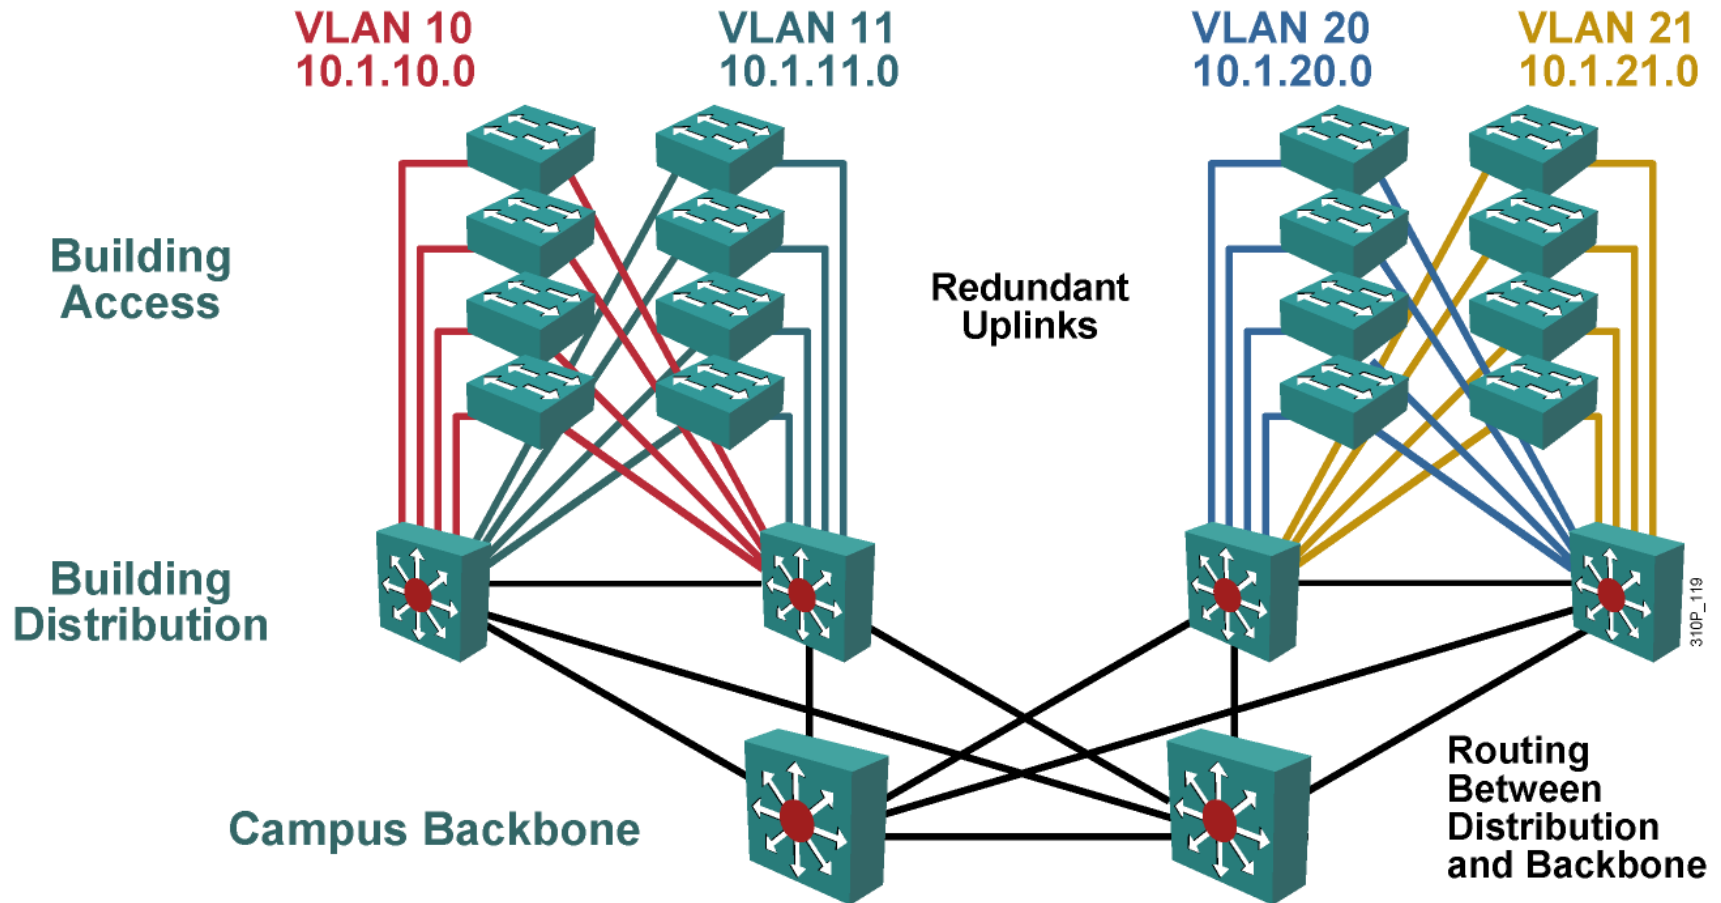 VLAN 10
10.1.10.0
VLAN 11
10.1.11.0
VLAN 20
10.1.20.0
VLAN 21
10.1.21.0
Building
Access
Redundant
Uplinks
Building
Distribution
310P_119
Campus Backbone
Routing
Between
Distribution
and Backbone